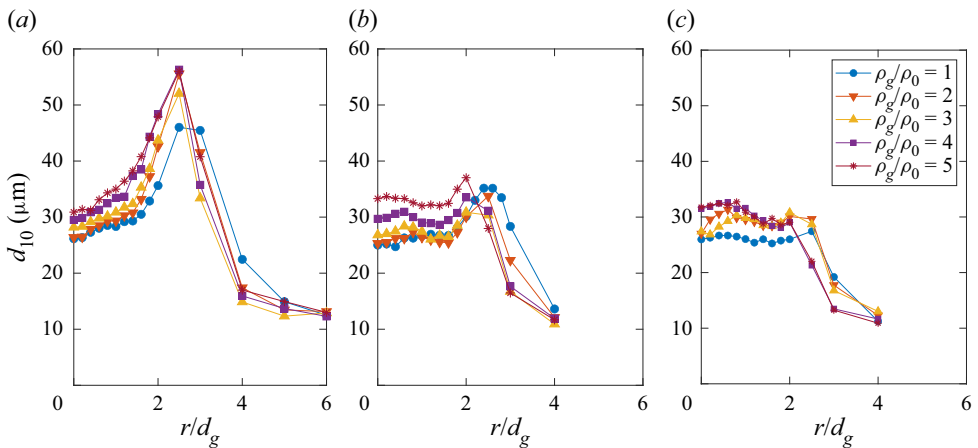 (a) (b) (c)
60 60 60
50 50 50
40 40 40
30 30 30
20 20 20
10 10 10
0 2 4 6 0 2 4 6 0 2 4 6
d10 (μm)
r/dg r/dg r/dg
ρg/ρ0 = 1
ρg/ρ0 = 2
ρg/ρ0 = 3
ρg/ρ0 = 4
ρg/ρ0 = 5